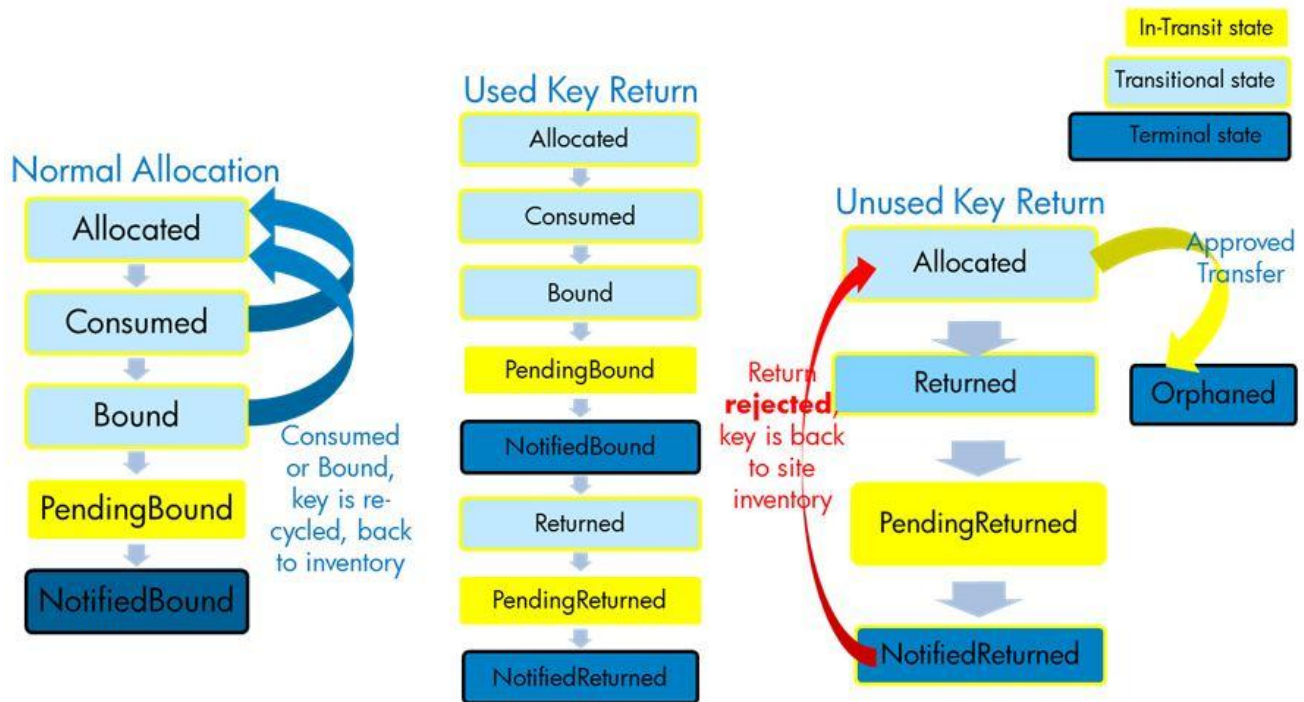 In-Transit state
Transitional state
Terminal state
Normal Allocation
Allocated
Consumed
Bound
PendingBound
NotifiedBound
Consumed
or Bound,
key is re-
cycled, back
to inventory
Used Key Return
Allocated
Consumed
Bound
PendingBound
NotifiedBound
Returned
PendingReturned
NotifiedReturned
Unused Key Return
Allocated
Returned
PendingReturned
NotifiedReturned
Return
rejected,
key is back
to site
inventory
Approved
Transfer
Orphaned